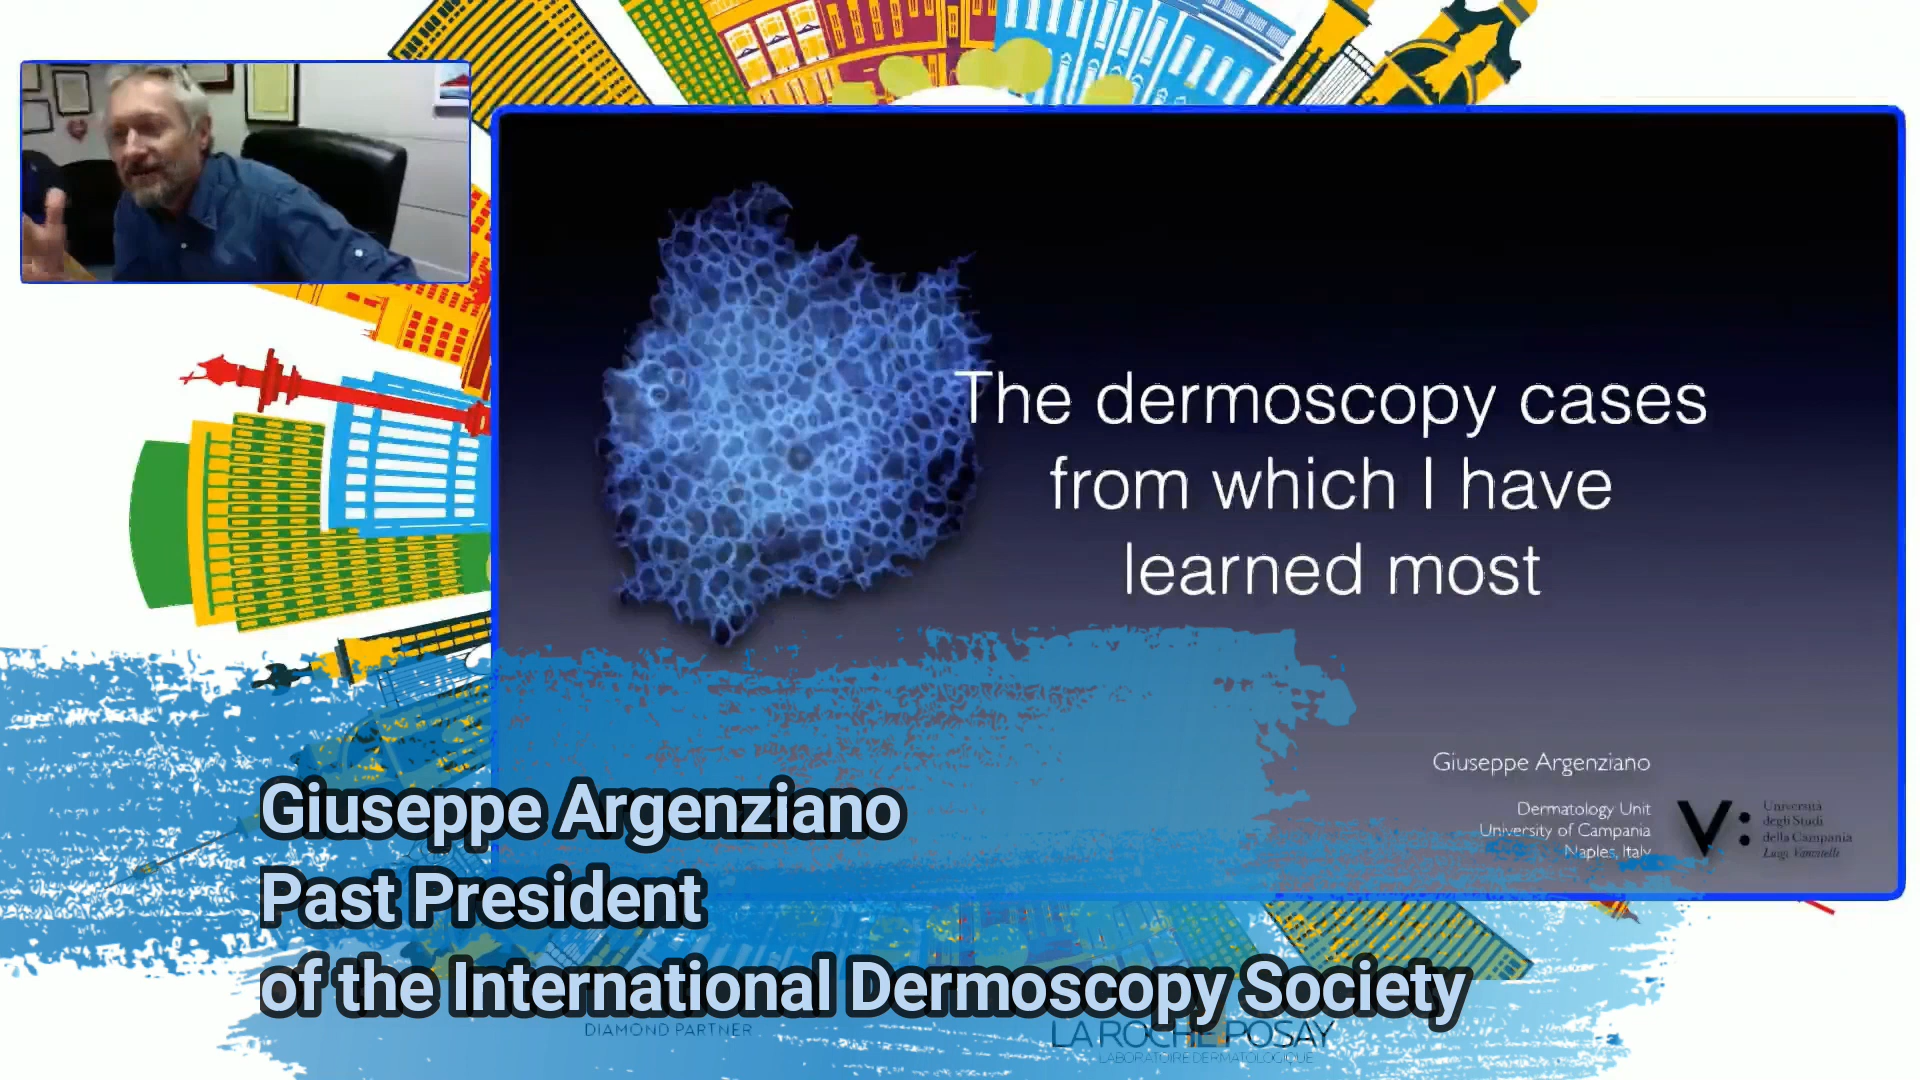 The dermoscopy cases
from which I have
learned most
Giuseppe Argenziano
Dermatology Unit
University of Campania
Naples, Italy
V:
Università
degli Studi
della Campania
Luigi Vanvitelli
Giuseppe Argenziano
Past President
of the International Dermoscopy Society
DIAMOND PARTNER
LA ROCHE POSAY
LABORATOIRE DERMATOLOGIQUE